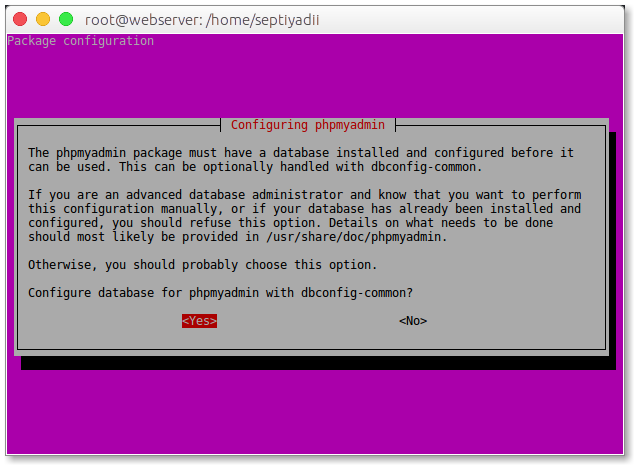 root@webserver: /home/septiyadii
Package configuration
Configuring phpmyadmin
The phpmyadmin package must have a database installed and configured before it
can be used. This can be optionally handled with dbconfig-common.
If you are an advanced database administrator and know that you want to perform
this configuration manually, or if your database has already been installed and
configured, you should refuse this option. Details on what needs to be done
should most likely be provided in /usr/share/doc/phpmyadmin.
Otherwise, you should probably choose this option.
Configure database for phpmyadmin with dbconfig-common?
<Yes> <No>